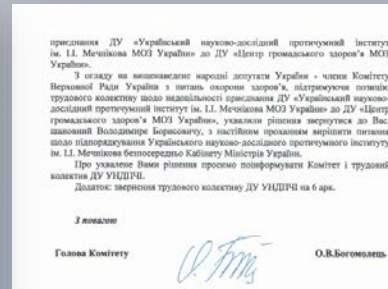 приєднання ДУ «Український науково-дослідний протичумний інститут
ім. І.І. Мечнікова МОЗ України» до ДУ «Центр громадського здоров'я МОЗ
України».
З огляду на вищенаведене народні депутати України - члени Комітету
Верховної Ради України з питань охорони здоров'я, підтримуючи позицію
трудового колективу щодо недоцільності приєднання ДУ «Український науково-
дослідний протичумний інститут ім. І.І. Мечнікова МОЗ України» до ДУ «Центр
громадського здоров'я МОЗ України», ухвалили рішення звернутися до Вас,
шановний Володимире Борисовичу, з настійним проханням вирішити питання
щодо підпорядкування Українського науково-дослідного протичумного інституту
ім. І.І. Мечнікова безпосередньо Кабінету Міністрів України.
Про ухвалене Вами рішення просимо поінформувати Комітет і трудовий
колектив ДУ УНДПЧІ.
Додаток: звернення трудового колективу ДУ УНДПЧІ на 6 арк.
З повагою
Голова Комітету
О.В.Богомолець